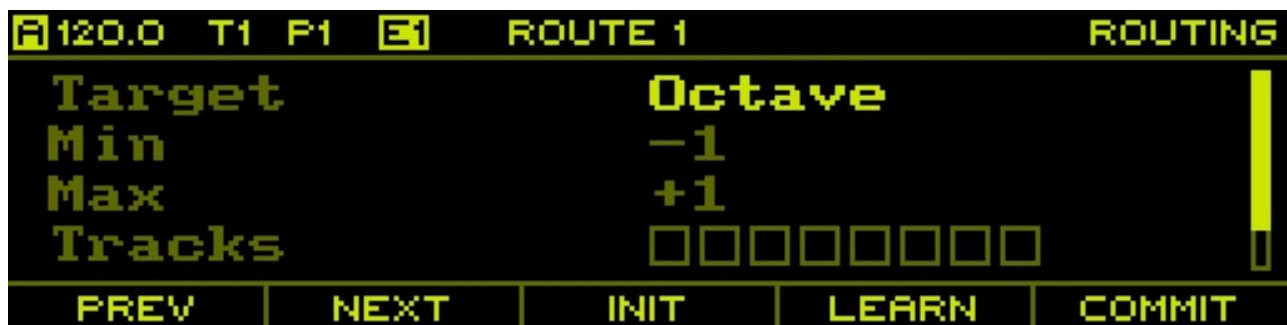 A 120.0 T1 P1 E1 ROUTE 1 ROUTING
Target Octave
Min -1
Max +1
Tracks
PREV NEXT INIT LEARN COMMIT